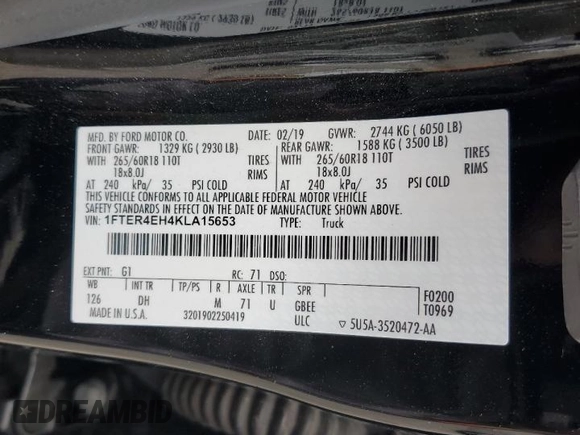 MFD. BY FORD MOTOR CO. 02/19 GVWR: 2744 KG ( 6050 LB)
FRONT GAWR: 1329 KG ( 2930 LB) REAR GAWR: 1588 KG ( 3500 LB)
WITH 265/60R18 110T TIRES WITH 265/60R18 110T TIRES
18x8.0J 18x8.0J
AT 240 kPa/ 35 PSI COLD AT 240 kPa/ 35 PSI COLD
THIS VEHICLE CONFORMS TO ALL APPLICABLE FEDERAL MOTOR VEHICLE
SAFETY STANDARDS IN EFFECT ON THE DATE OF MANUFACTURE SHOWN ABOVE.
VIN: 1FTER4EH4KLA15653 TYPE: Truck
EXT PNT: G1 RC: 71 DSO:
WB INT TR TP/PS R AXLE TR SPR F0200
126 DH M 71 U GBEE T0969
MADE IN U.S.A. 3201902250419 ULC 5U5A-3520472-AA
DREAMBID